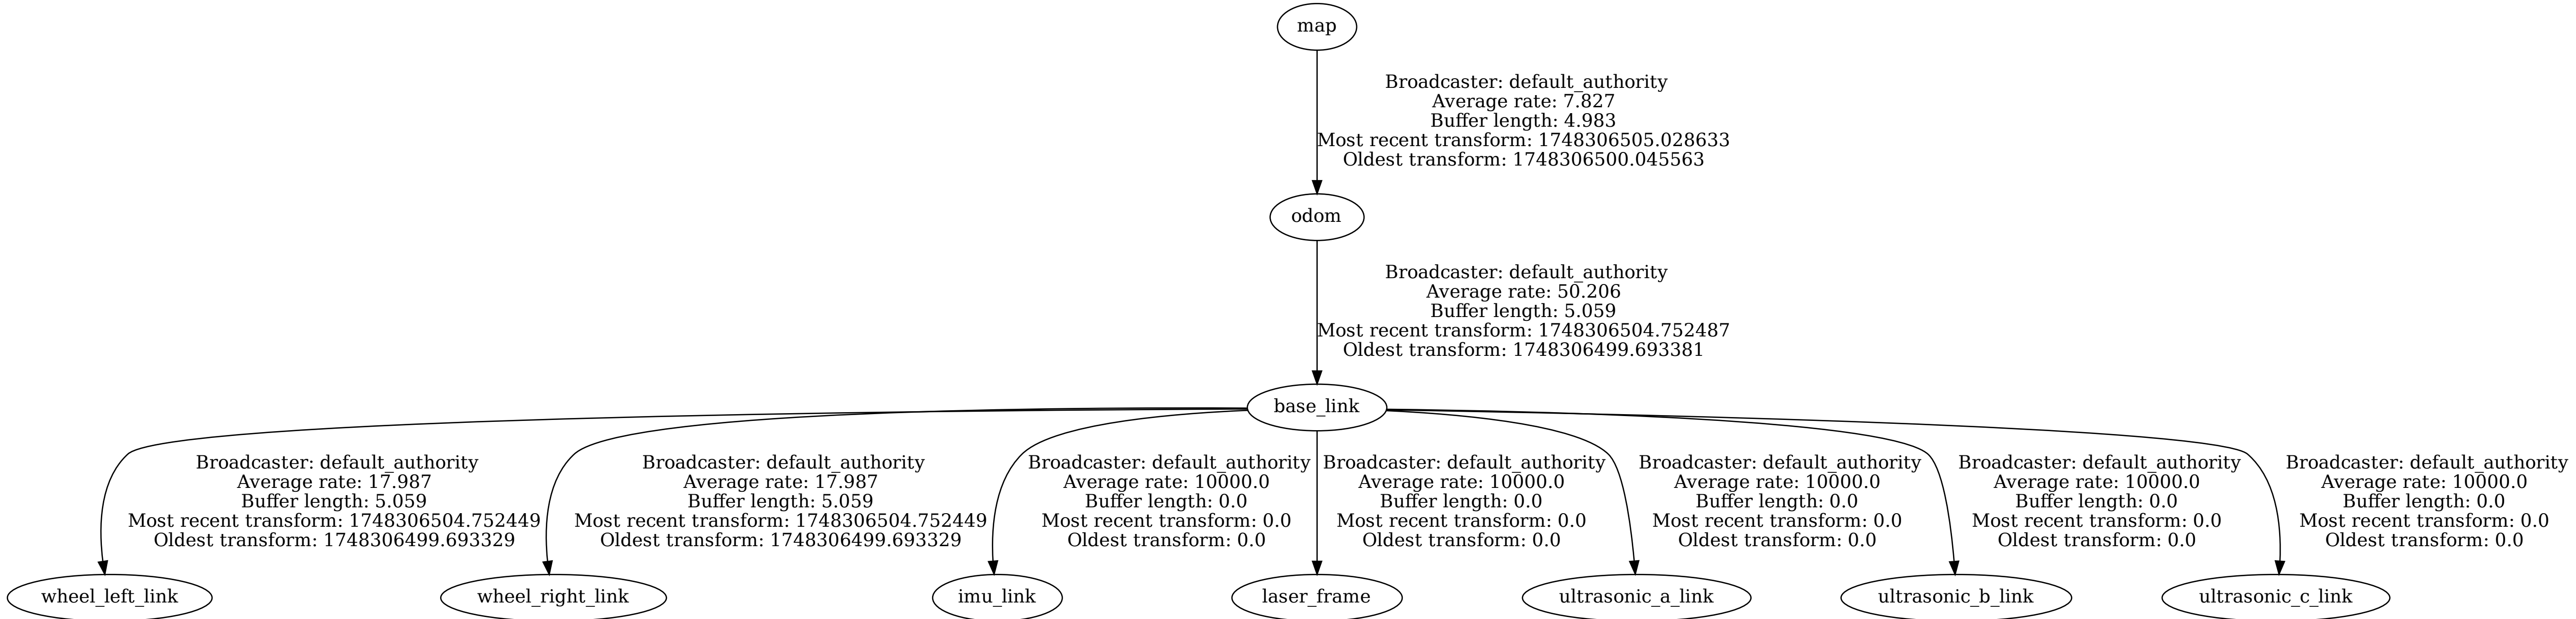 map
Broadcaster: default_authority
Average rate: 7.827
Buffer length: 4.983
Most recent transform: 1748306505.028633
Oldest transform: 1748306500.045563
odom
Broadcaster: default_authority
Average rate: 50.206
Buffer length: 5.059
Most recent transform: 1748306504.752487
Oldest transform: 1748306499.693381
base_link
Broadcaster: default_authority
Average rate: 17.987
Buffer length: 5.059
Most recent transform: 1748306504.752449
Oldest transform: 1748306499.693329
Broadcaster: default_authority
Average rate: 17.987
Buffer length: 5.059
Most recent transform: 1748306504.752449
Oldest transform: 1748306499.693329
Broadcaster: default_authority
Average rate: 10000.0
Buffer length: 0.0
Most recent transform: 0.0
Oldest transform: 0.0
Broadcaster: default_authority
Average rate: 10000.0
Buffer length: 0.0
Most recent transform: 0.0
Oldest transform: 0.0
Broadcaster: default_authority
Average rate: 10000.0
Buffer length: 0.0
Most recent transform: 0.0
Oldest transform: 0.0
Broadcaster: default_authority
Average rate: 10000.0
Buffer length: 0.0
Most recent transform: 0.0
Oldest transform: 0.0
Broadcaster: default_authority
Average rate: 10000.0
Buffer length: 0.0
Most recent transform: 0.0
Oldest transform: 0.0
wheel_left_link
wheel_right_link
imu_link
laser_frame
ultrasonic_a_link
ultrasonic_b_link
ultrasonic_c_link